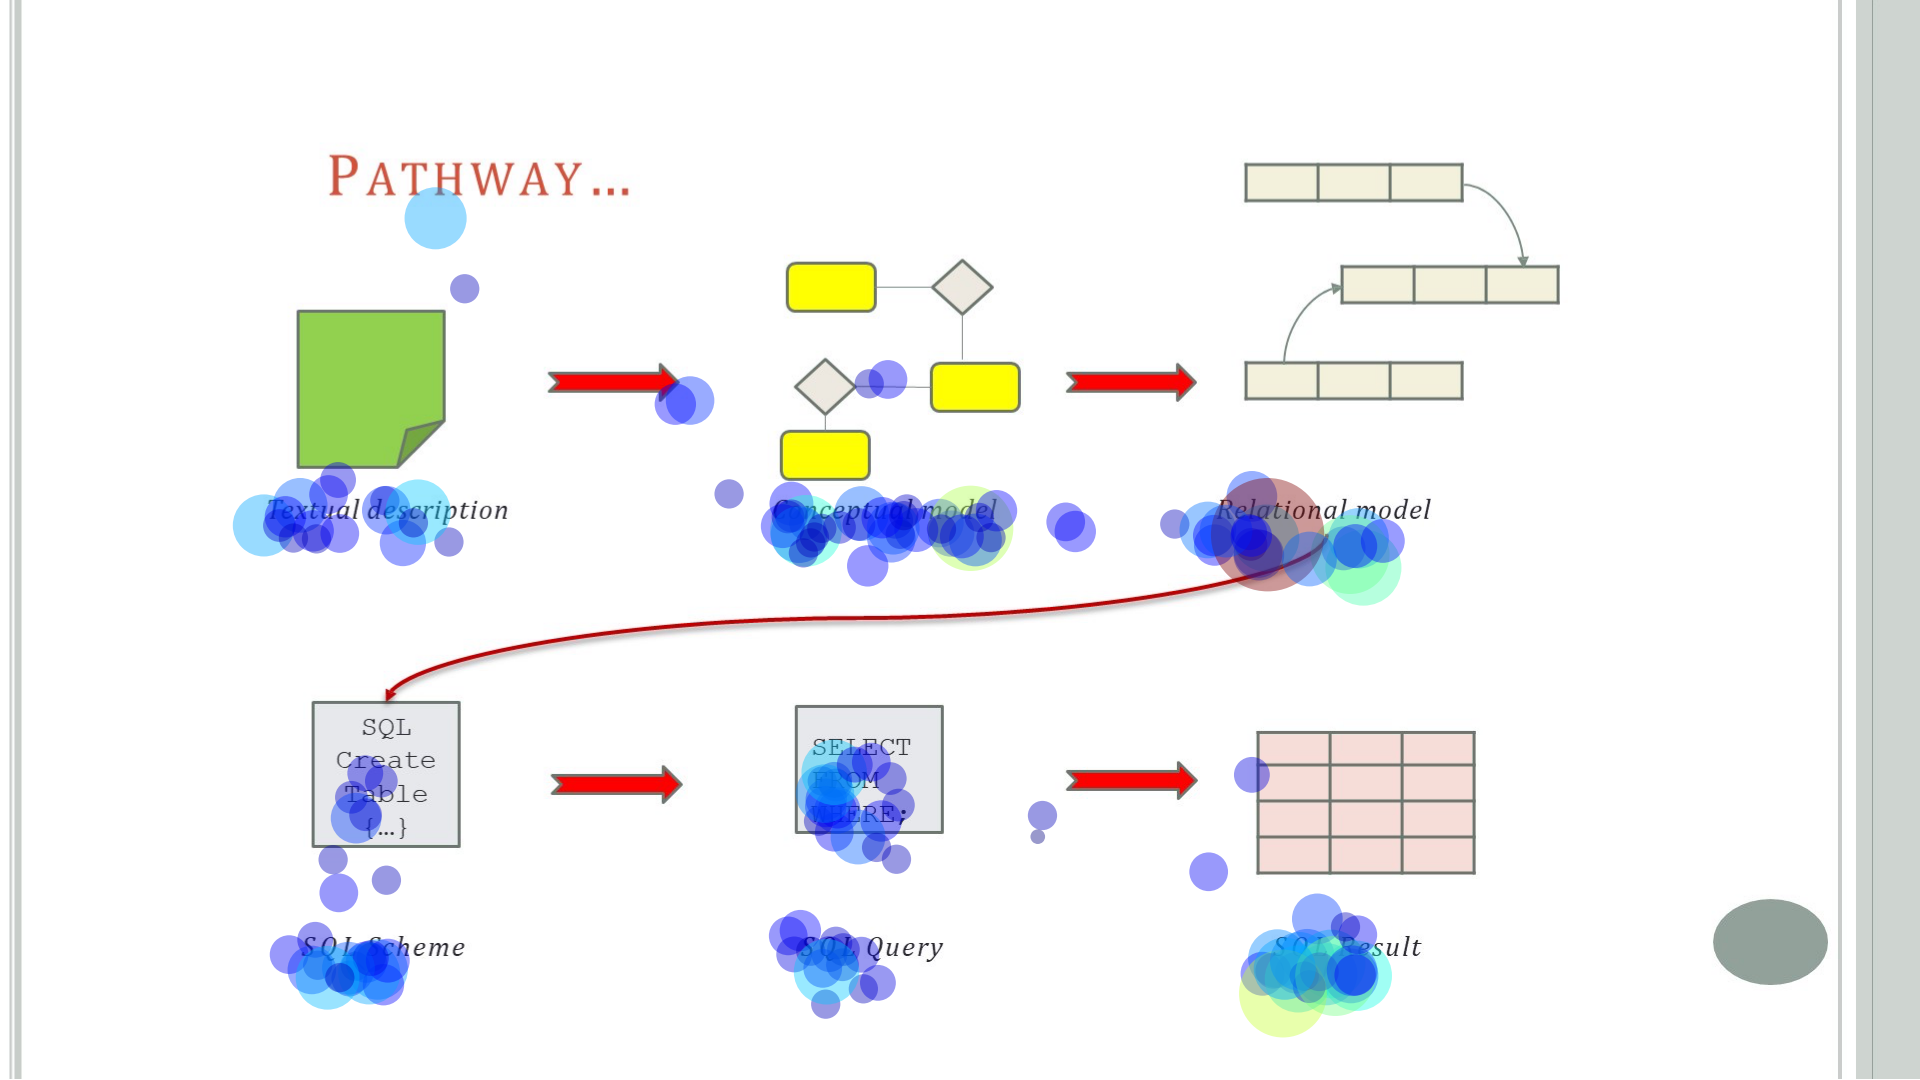 PATHWAY...
Textual description
Conceptual model
Relational model
SQL
Create
Table
{…}
SELECT
FROM
WHERE;
SQL Scheme
SQL Query
SQL Result